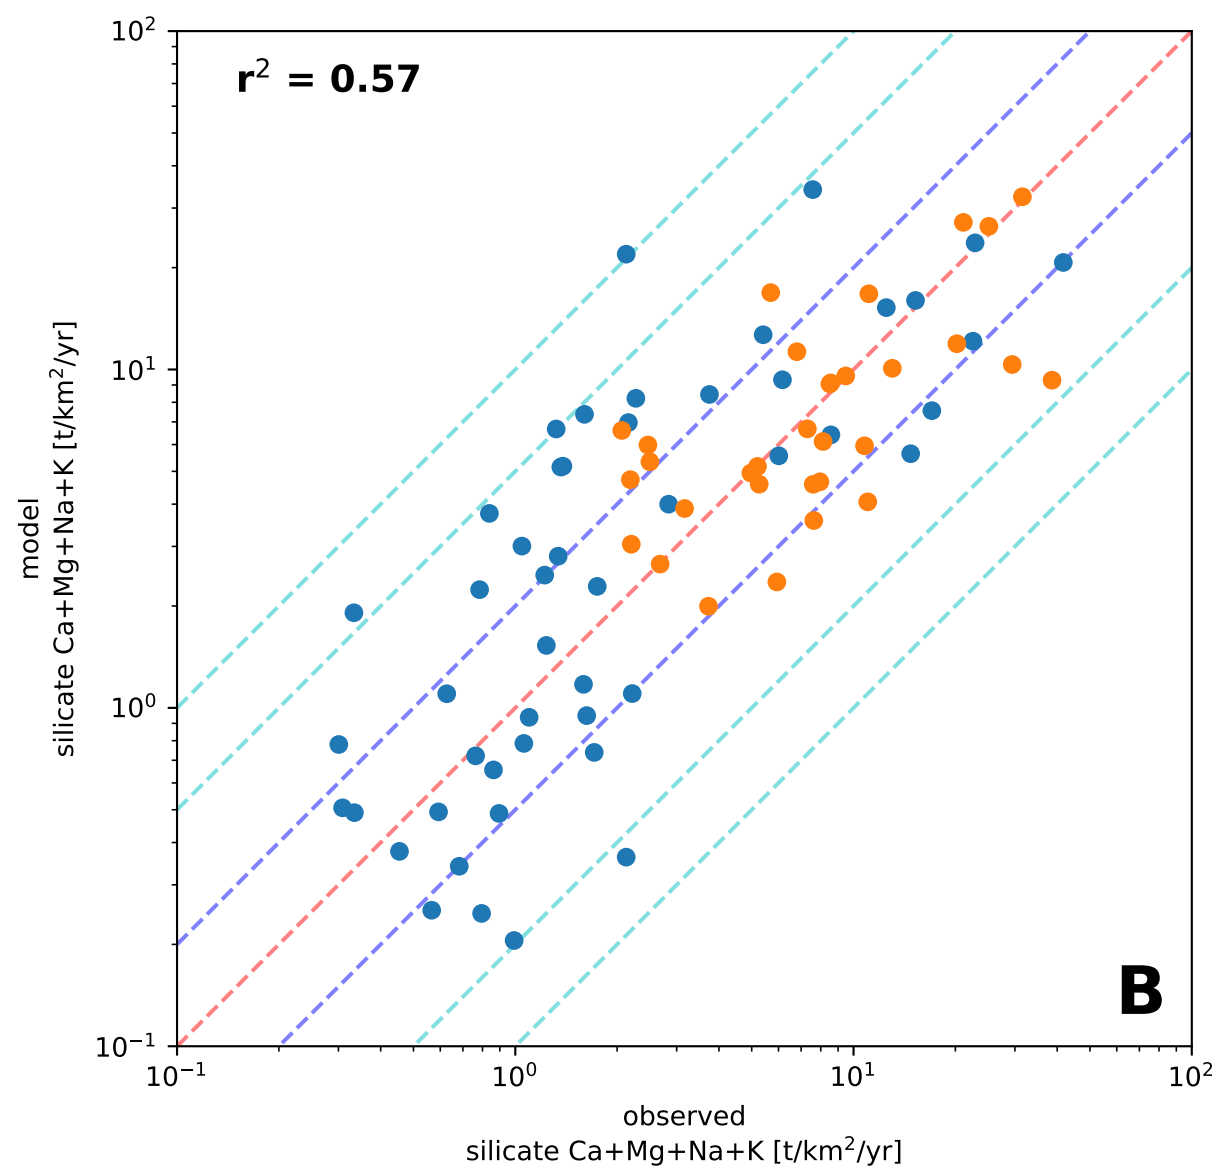 r² = 0.57
10²
10¹
10⁰
10⁻¹
model
silicate Ca+Mg+Na+K [t/km²/yr]
B
10⁻¹ 10⁰ 10¹ 10²
observed
silicate Ca+Mg+Na+K [t/km²/yr]